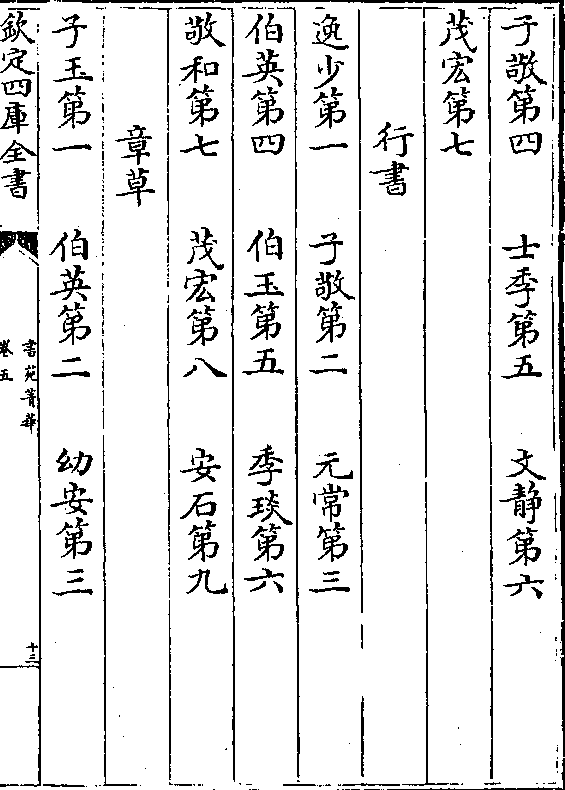 子敬第四　士季第五　文静第六
茂宏第七
行書
逸少第一　子敬第二　元常第三
伯英第四　伯玉第五　季琰第六
敬和第七　茂宏第八　安石第九
章草
子玉第一　伯英第二　幼安第三
欽定四庫全書
書苑菁華
卷五
十三